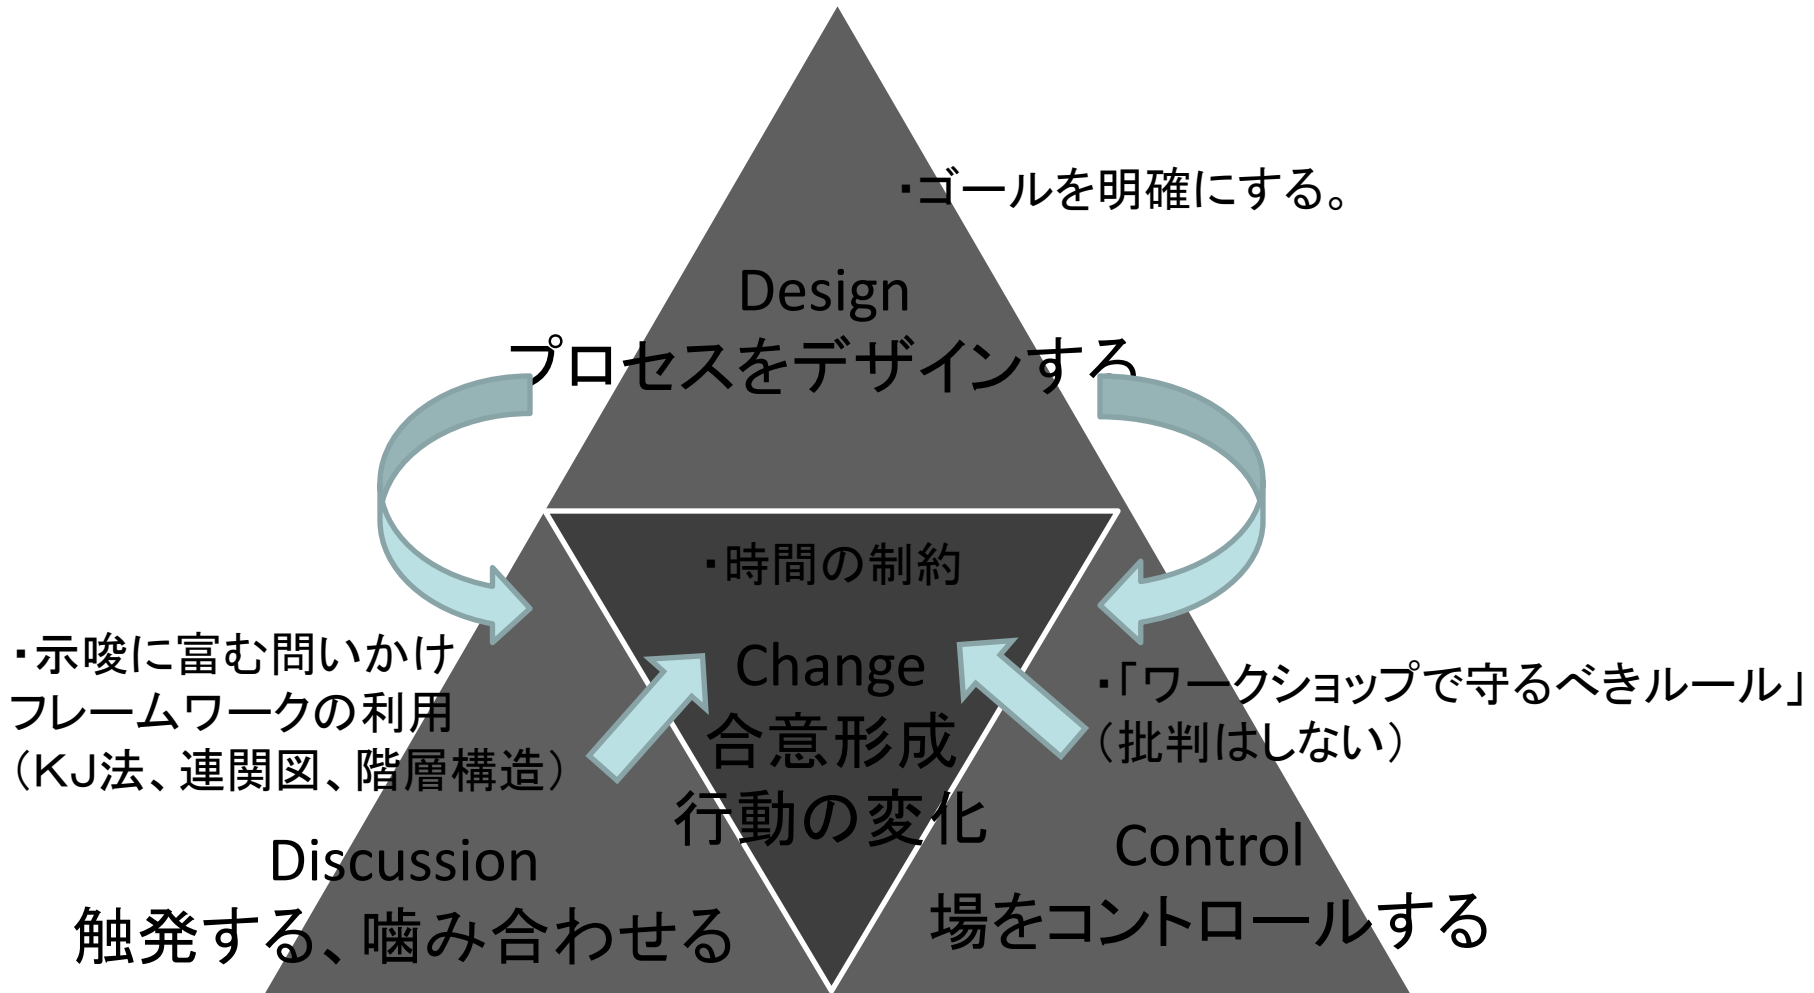 ・ゴールを明確にする。
Design
プロセスをデザインする
・時間の制約
Change
合意形成
行動の変化
・示唆に富む問いかけ
フレームワークの利用
（ＫＪ法、連関図、階層構造）
Discussion
触発する、噛み合わせる
・「ワークショップで守るべきルール」
（批判はしない）
Control
場をコントロールする